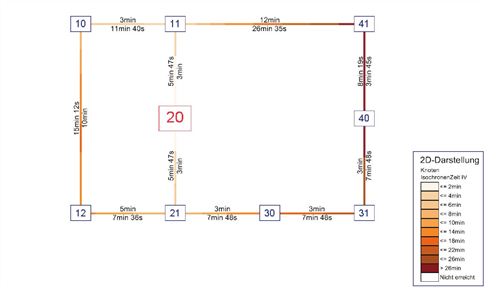 10
3min
11min 40s
11
12min
26min 35s
41
15min 12s
10min
5min 47s
3min
8min 19s
3min 45s
20
40
5min 47s
3min
3min
7min 48s
12
5min
7min 36s
21
3min
7min 48s
30
3min
7min 48s
31
2D-Darstellung
Knoten
IsochronenZeit IV
<= 2min
<= 4min
<= 6min
<= 8min
<= 10min
<= 14min
<= 18min
<= 22min
<= 26min
> 26min
Nicht erreicht